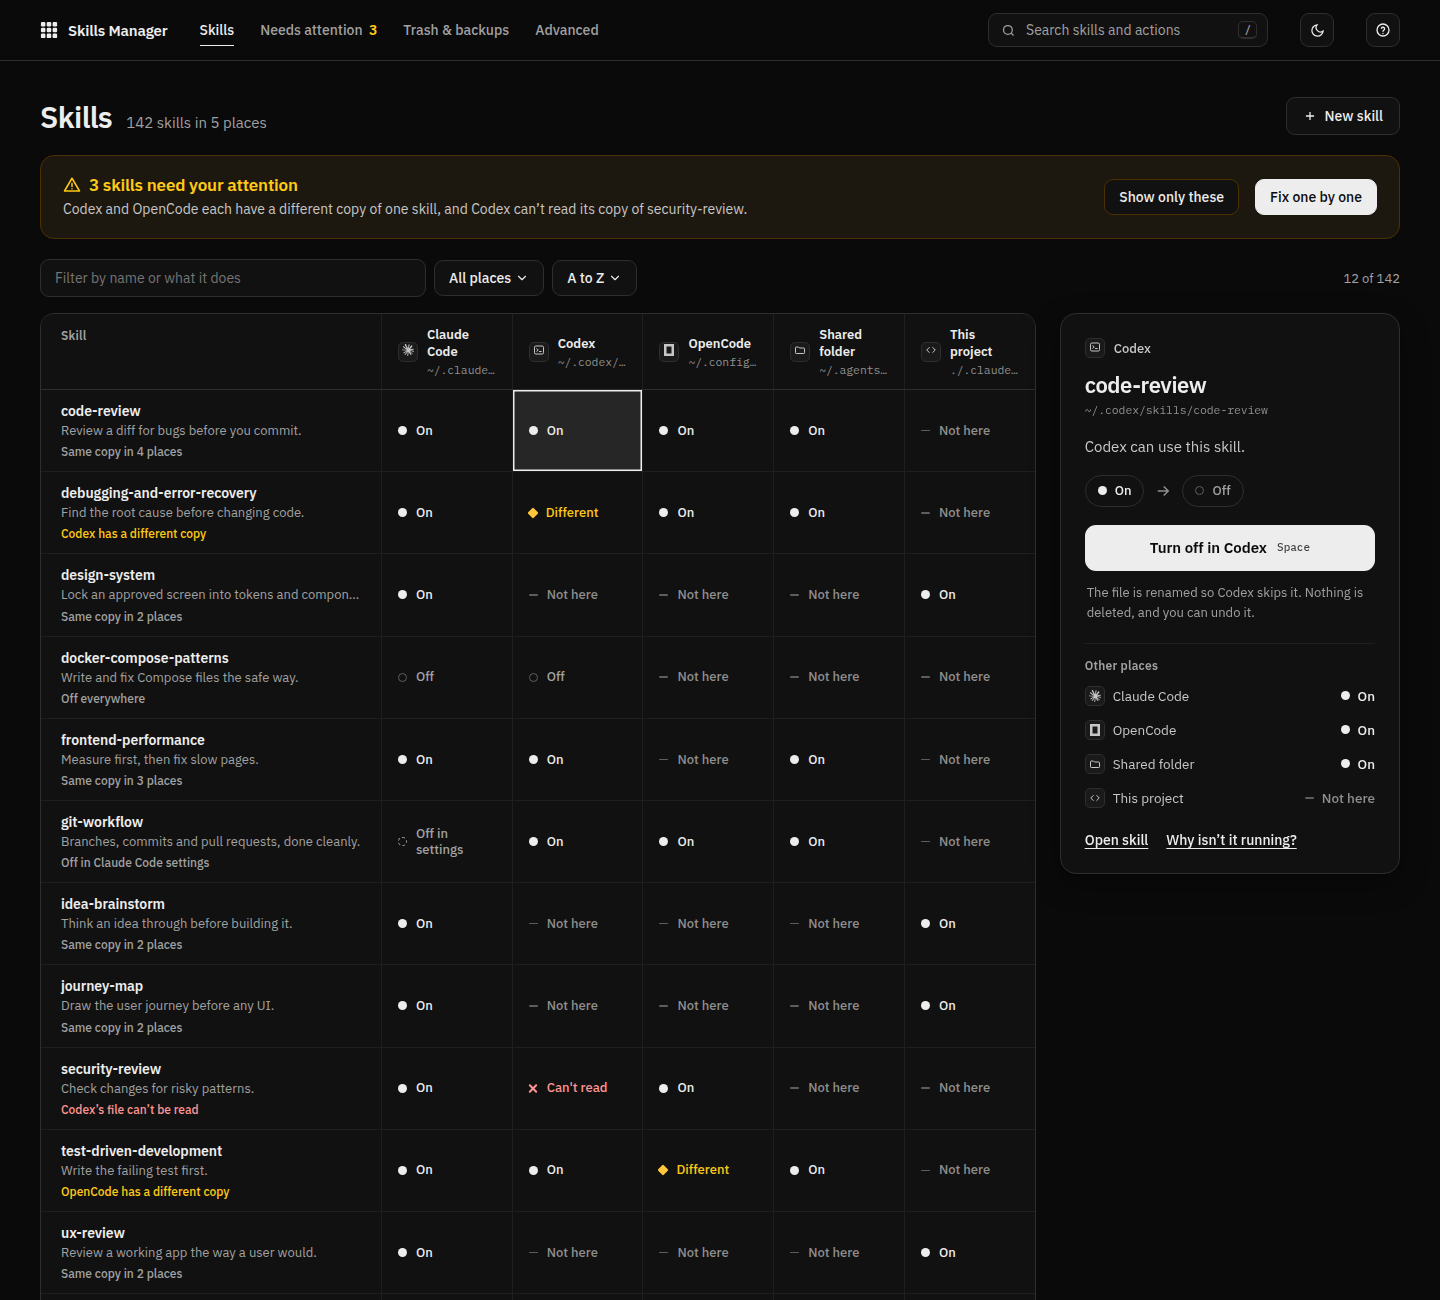 Skills Manager
Skills
Needs attention 3
Trash & backups
Advanced
Search skills and actions /
Skills
142 skills in 5 places
+ New skill
3 skills need your attention
Codex and OpenCode each have a different copy of one skill, and Codex can’t read its copy of security-review.
Show only these
Fix one by one
Filter by name or what it does
All places
A to Z
12 of 142
Skill
Claude
Code
~/.claude…
Codex
~/.codex/…
OpenCode
~/.config…
Shared
folder
~/.agents…
This
project
./.claude…
code-review
Review a diff for bugs before you commit.
Same copy in 4 places
On
On
On
On
Not here
debugging-and-error-recovery
Find the root cause before changing code.
Codex has a different copy
On
Different
On
On
Not here
design-system
Lock an approved screen into tokens and compon…
Same copy in 2 places
On
Not here
Not here
Not here
On
docker-compose-patterns
Write and fix Compose files the safe way.
Off everywhere
Off
Off
Not here
Not here
Not here
frontend-performance
Measure first, then fix slow pages.
Same copy in 3 places
On
On
Not here
On
Not here
git-workflow
Branches, commits and pull requests, done cleanly.
Off in Claude Code settings
Off in
settings
On
On
On
Not here
idea-brainstorm
Think an idea through before building it.
Same copy in 2 places
On
Not here
Not here
Not here
On
journey-map
Draw the user journey before any UI.
Same copy in 2 places
On
Not here
Not here
Not here
On
security-review
Check changes for risky patterns.
Codex’s file can’t be read
On
Can't read
On
Not here
Not here
test-driven-development
Write the failing test first.
OpenCode has a different copy
On
On
Different
On
Not here
ux-review
Review a working app the way a user would.
Same copy in 2 places
On
Not here
Not here
Not here
On
Codex
code-review
~/.codex/skills/code-review
Codex can use this skill.
On → Off
Turn off in Codex Space
The file is renamed so Codex skips it. Nothing is
deleted, and you can undo it.
Other places
Claude Code On
OpenCode On
Shared folder On
This project Not here
Open skill
Why isn’t it running?